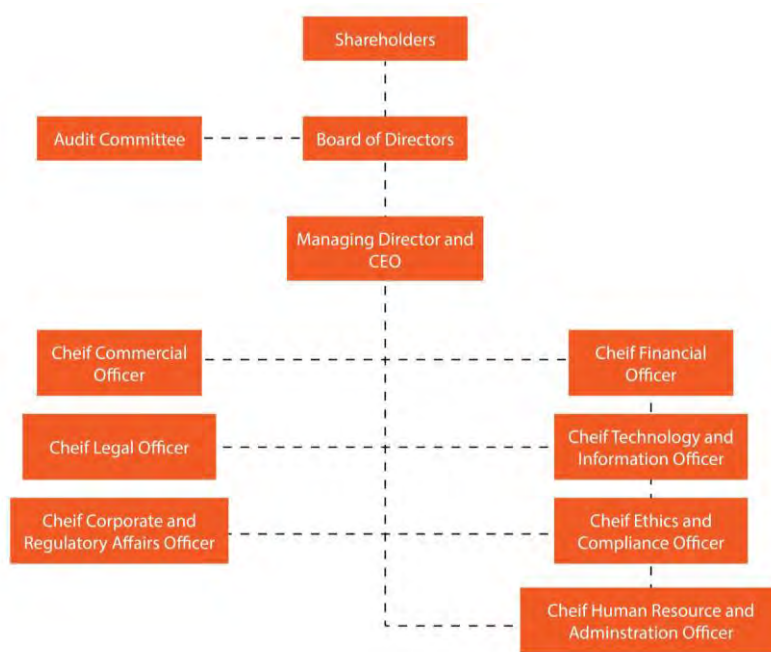 Shareholders
Audit Committee
Board of Directors
Managing Director and
CEO
Cheif Commercial
Officer
Cheif Financial
Officer
Cheif Legal Officer
Cheif Technology and
Information Officer
Cheif Corporate and
Regulatory Affairs Officer
Cheif Ethics and
Compliance Officer
Cheif Human Resource and
Adminstration Officer